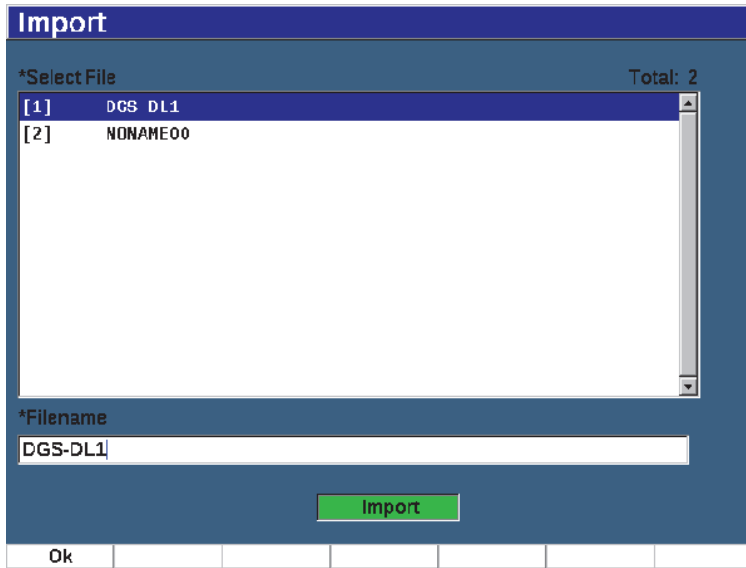 Import
*Select File Total: 2
[1] DGS DL1
[2] NONAME00
*Filename
DGS-DL1
Import
Ok